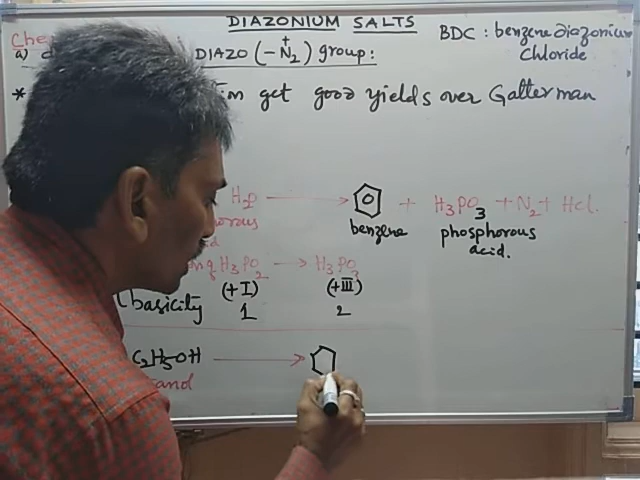 DIAZONIUM SALTS
BDC : benzene diazonium
chloride
a) d DIAZO (-N₂⁺) group:
* get good yields over Gatterman
H₂O → + H₃PO₃ + N₂ + HCl.
benzene
phosphorous
acid.
H₃PO₂ → H₃PO₃
(+I) (+III)
(basicity 1 2
C₂H₅OH →